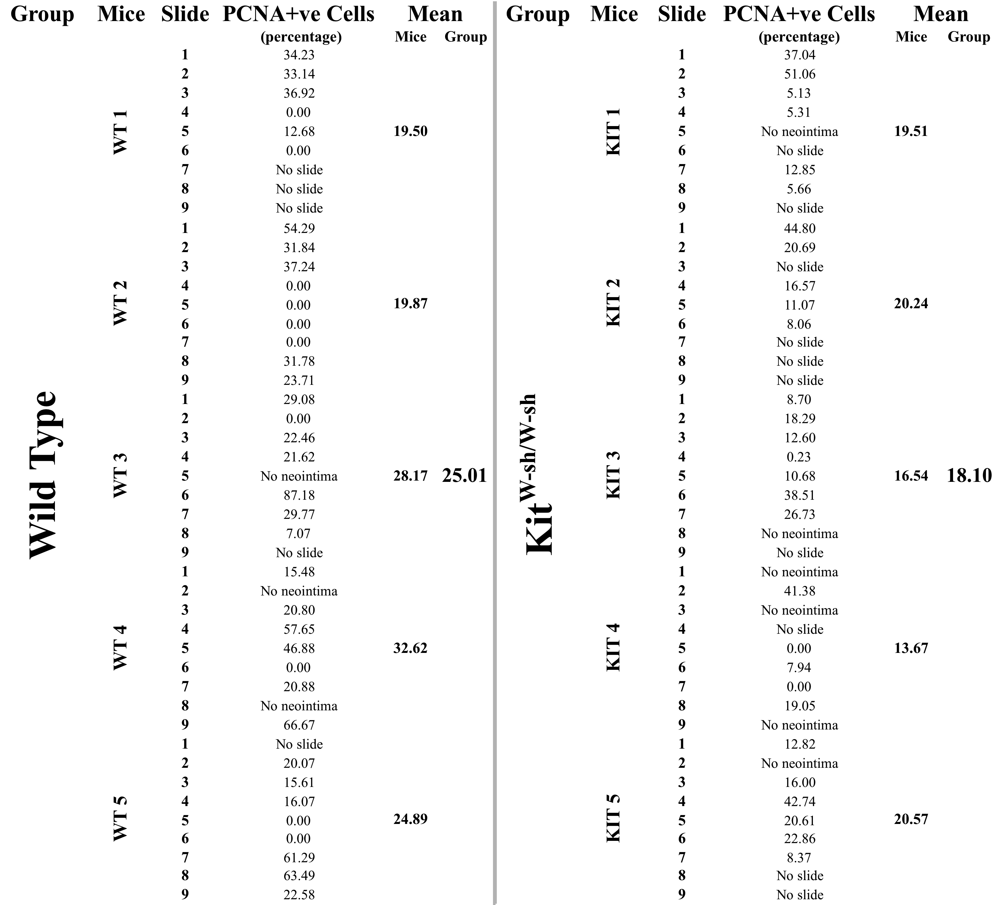 Group Mice Slide PCNA+ve Cells Mean
(percentage) Mice Group
Wild Type
WT 1
1 34.23
2 33.14
3 36.92
4 0.00
5 12.68 19.50
6 0.00
7 No slide
8 No slide
9 No slide
WT 2
1 54.29
2 31.84
3 37.24
4 0.00
5 0.00 19.87
6 0.00
7 0.00
8 31.78
9 23.71
WT 3
1 29.08
2 0.00
3 22.46
4 21.62
5 No neointima 28.17 25.01
6 87.18
7 29.77
8 7.07
9 No slide
WT 4
1 15.48
2 No neointima
3 20.80
4 57.65
5 46.88 32.62
6 0.00
7 20.88
8 No neointima
9 66.67
WT 5
1 No slide
2 20.07
3 15.61
4 16.07
5 0.00 24.89
6 0.00
7 61.29
8 63.49
9 22.58
Group Mice Slide PCNA+ve Cells Mean
(percentage) Mice Group
Kit W-sh/W-sh
KIT 1
1 37.04
2 51.06
3 5.13
4 5.31
5 No neointima 19.51
6 No slide
7 12.85
8 5.66
9 No slide
KIT 2
1 44.80
2 20.69
3 No slide
4 16.57
5 11.07 20.24
6 8.06
7 No slide
8 No slide
9 No slide
KIT 3
1 8.70
2 18.29
3 12.60
4 0.23
5 10.68 16.54 18.10
6 38.51
7 26.73
8 No neointima
9 No slide
KIT 4
1 No neointima
2 41.38
3 No neointima
4 No slide
5 0.00 13.67
6 7.94
7 0.00
8 19.05
9 No neointima
KIT 5
1 12.82
2 No neointima
3 16.00
4 42.74
5 20.61 20.57
6 22.86
7 8.37
8 No slide
9 No slide